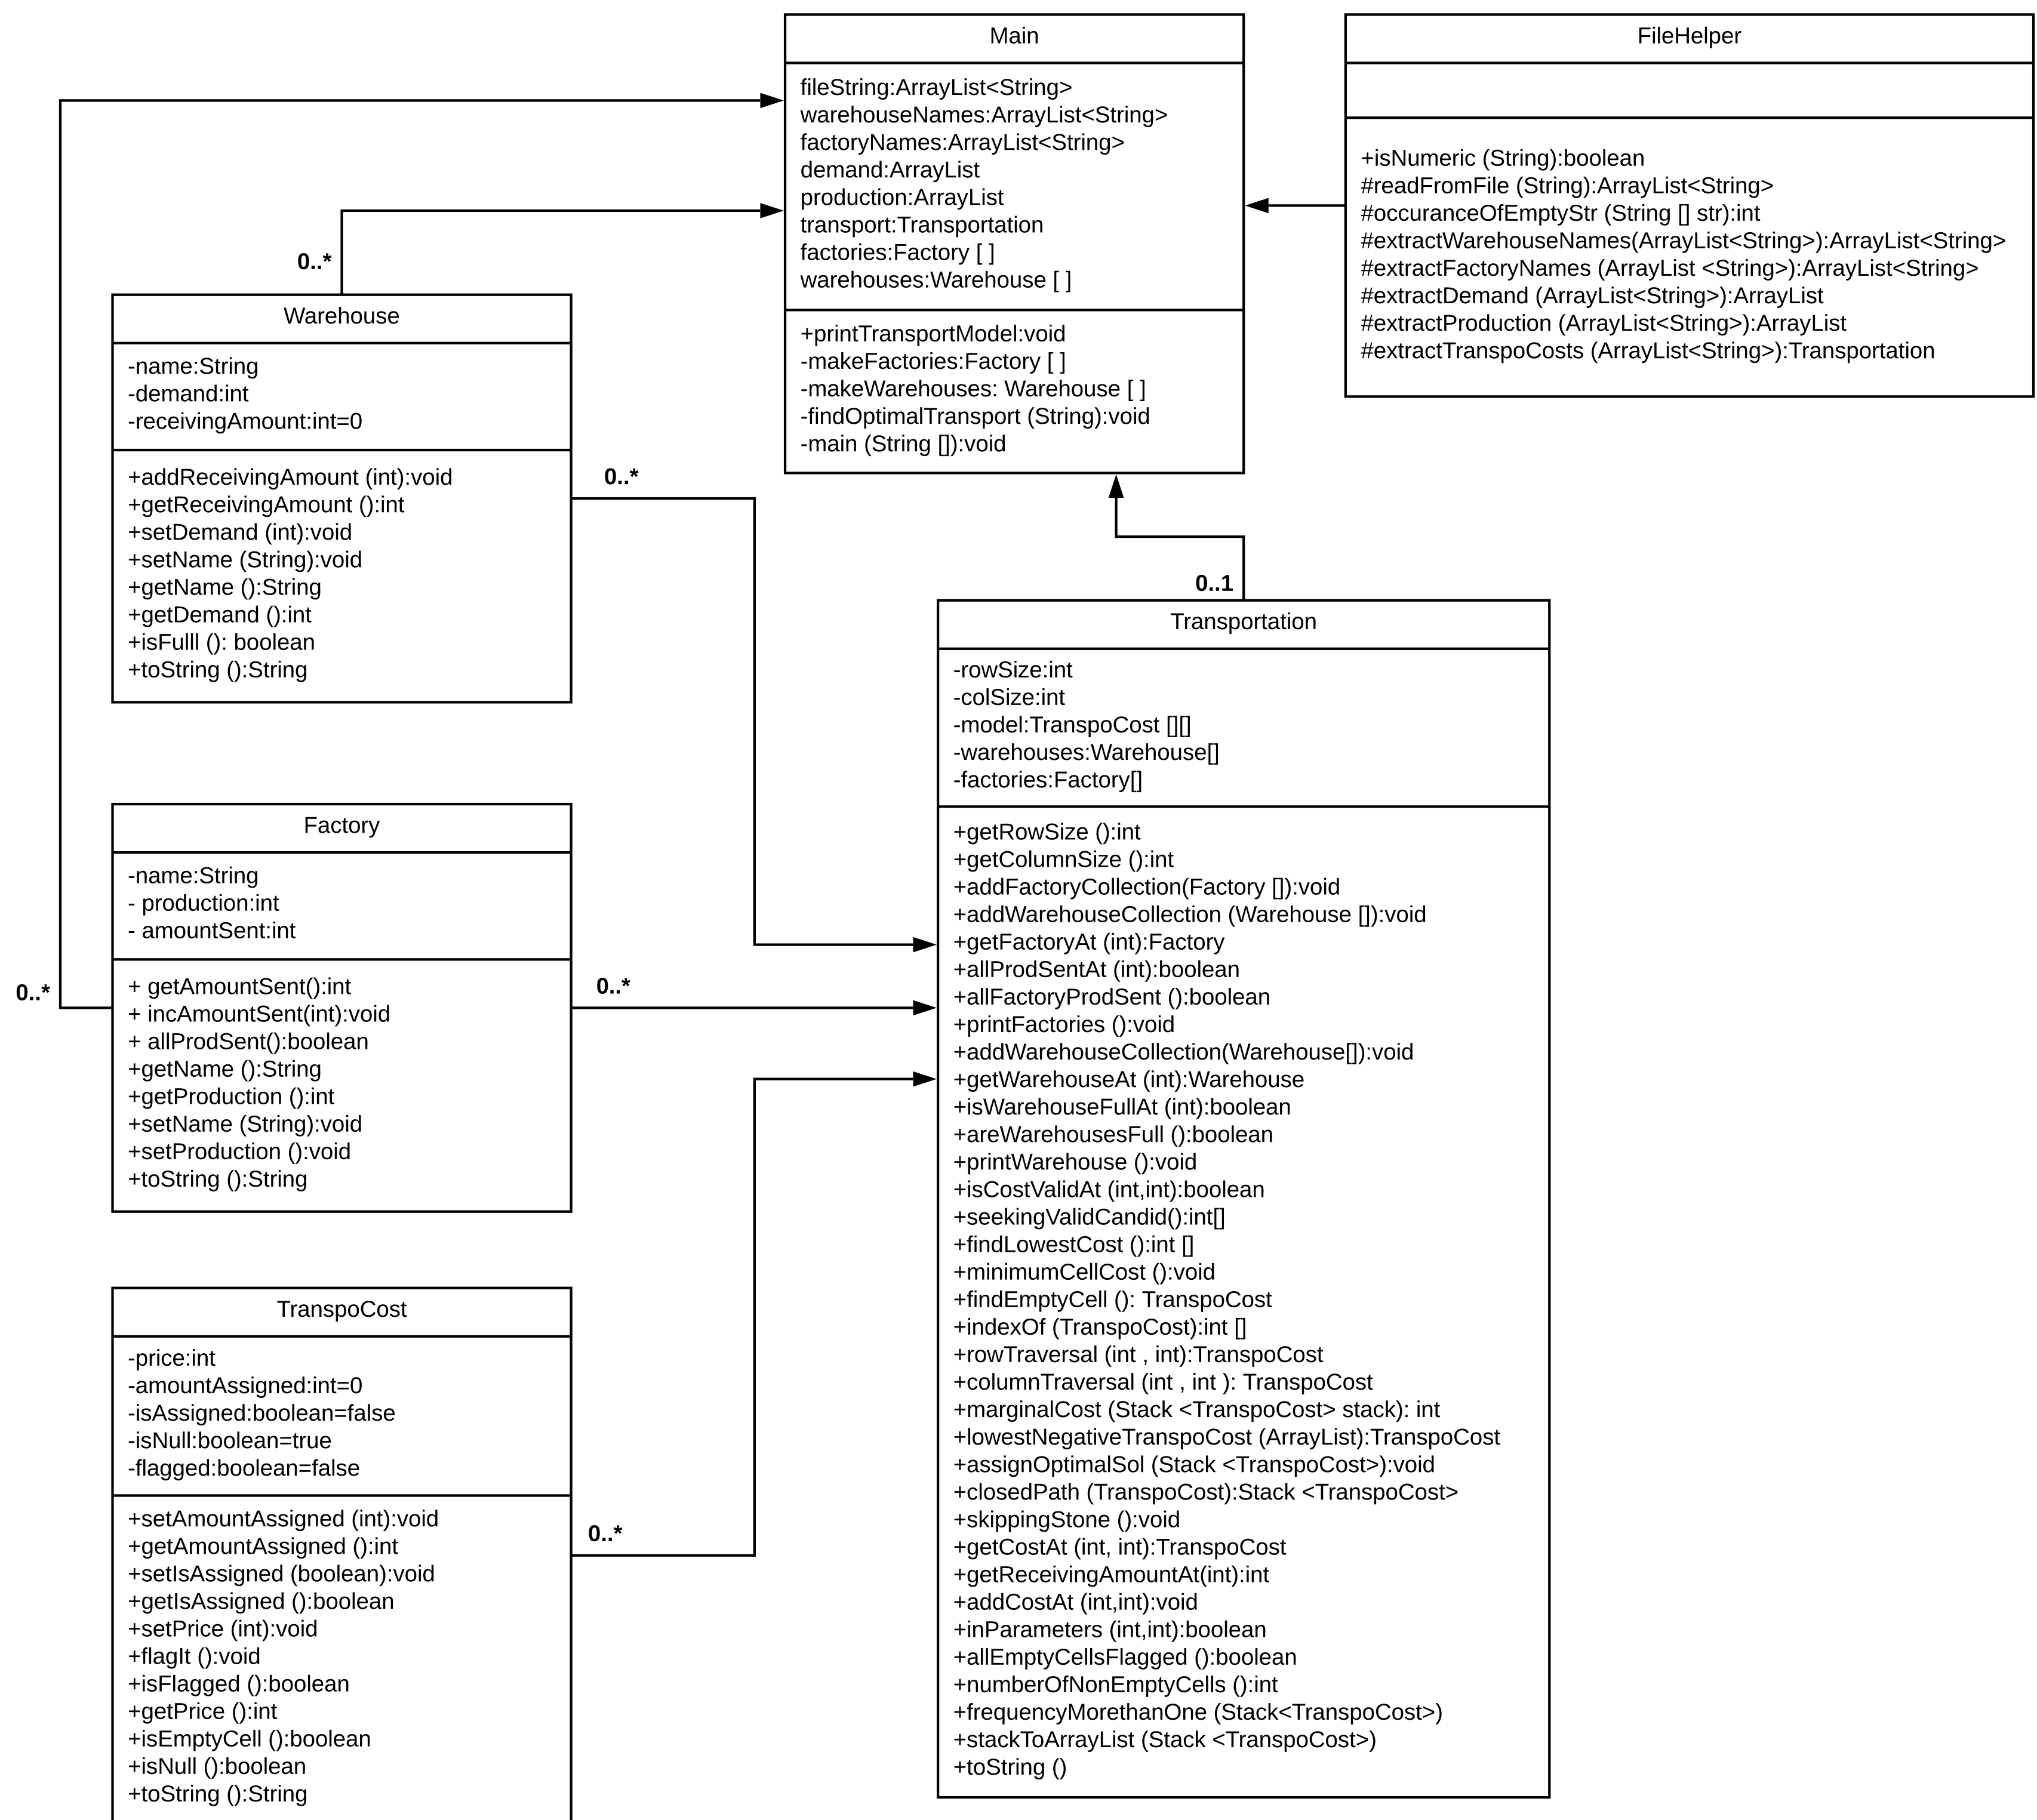 Main
fileString:ArrayList<String>
warehouseNames:ArrayList<String>
factoryNames:ArrayList<String>
demand:ArrayList
production:ArrayList
transport:Transportation
factories:Factory [ ]
warehouses:Warehouse [ ]
+printTransportModel:void
-makeFactories:Factory [ ]
-makeWarehouses: Warehouse [ ]
-findOptimalTransport (String):void
-main (String []):void
FileHelper
+isNumeric (String):boolean
#readFromFile (String):ArrayList<String>
#occuranceOfEmptyStr (String [] str):int
#extractWarehouseNames(ArrayList<String>):ArrayList<String>
#extractFactoryNames (ArrayList <String>):ArrayList<String>
#extractDemand (ArrayList<String>):ArrayList
#extractProduction (ArrayList<String>):ArrayList
#extractTranspoCosts (ArrayList<String>):Transportation
0..*
Warehouse
-name:String
-demand:int
-receivingAmount:int=0
+addReceivingAmount (int):void
+getReceivingAmount ():int
+setDemand (int):void
+setName (String):void
+getName ():String
+getDemand ():int
+isFulll (): boolean
+toString ():String
0..*
0..1
Transportation
-rowSize:int
-colSize:int
-model:TranspoCost [][]
-warehouses:Warehouse[]
-factories:Factory[]
+getRowSize ():int
+getColumnSize ():int
+addFactoryCollection(Factory []):void
+addWarehouseCollection (Warehouse []):void
+getFactoryAt (int):Factory
+allProdSentAt (int):boolean
+allFactoryProdSent ():boolean
+printFactories ():void
+addWarehouseCollection(Warehouse[]):void
+getWarehouseAt (int):Warehouse
+isWarehouseFullAt (int):boolean
+areWarehousesFull ():boolean
+printWarehouse ():void
+isCostValidAt (int,int):boolean
+seekingValidCandid():int[]
+findLowestCost ():int []
+minimumCellCost ():void
+findEmptyCell (): TranspoCost
+indexOf (TranspoCost):int []
+rowTraversal (int , int):TranspoCost
+columnTraversal (int , int ): TranspoCost
+marginalCost (Stack <TranspoCost> stack): int
+lowestNegativeTranspoCost (ArrayList):TranspoCost
+assignOptimalSol (Stack <TranspoCost>):void
+closedPath (TranspoCost):Stack <TranspoCost>
+skippingStone ():void
+getCostAt (int, int):TranspoCost
+getReceivingAmountAt(int):int
+addCostAt (int,int):void
+inParameters (int,int):boolean
+allEmptyCellsFlagged ():boolean
+numberOfNonEmptyCells ():int
+frequencyMorethanOne (Stack<TranspoCost>)
+stackToArrayList (Stack <TranspoCost>)
+toString ()
Factory
-name:String
- production:int
- amountSent:int
+ getAmountSent():int
+ incAmountSent(int):void
+ allProdSent():boolean
+getName ():String
+getProduction ():int
+setName (String):void
+setProduction ():void
+toString ():String
0..*
0..*
TranspoCost
-price:int
-amountAssigned:int=0
-isAssigned:boolean=false
-isNull:boolean=true
-flagged:boolean=false
+setAmountAssigned (int):void
+getAmountAssigned ():int
+setIsAssigned (boolean):void
+getIsAssigned ():boolean
+setPrice (int):void
+flagIt ():void
+isFlagged ():boolean
+getPrice ():int
+isEmptyCell ():boolean
+isNull ():boolean
+toString ():String
0..*